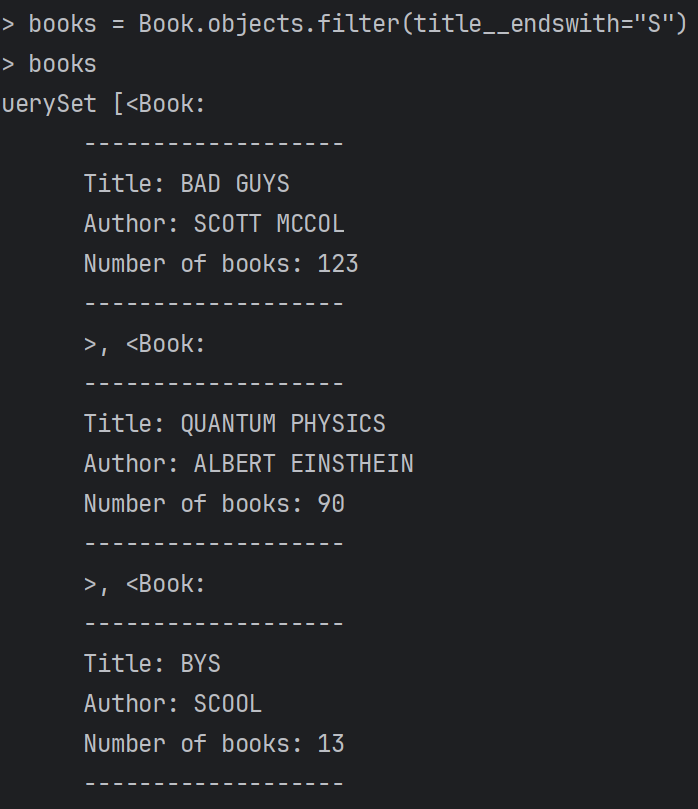 > books = Book.objects.filter(title__endswith="S")
> books
uerySet [<Book:
-------------------
Title: BAD GUYS
Author: SCOTT MCCOL
Number of books: 123
-------------------
>, <Book:
-------------------
Title: QUANTUM PHYSICS
Author: ALBERT EINSTHEIN
Number of books: 90
-------------------
>, <Book:
-------------------
Title: BYS
Author: SCOOL
Number of books: 13
-------------------